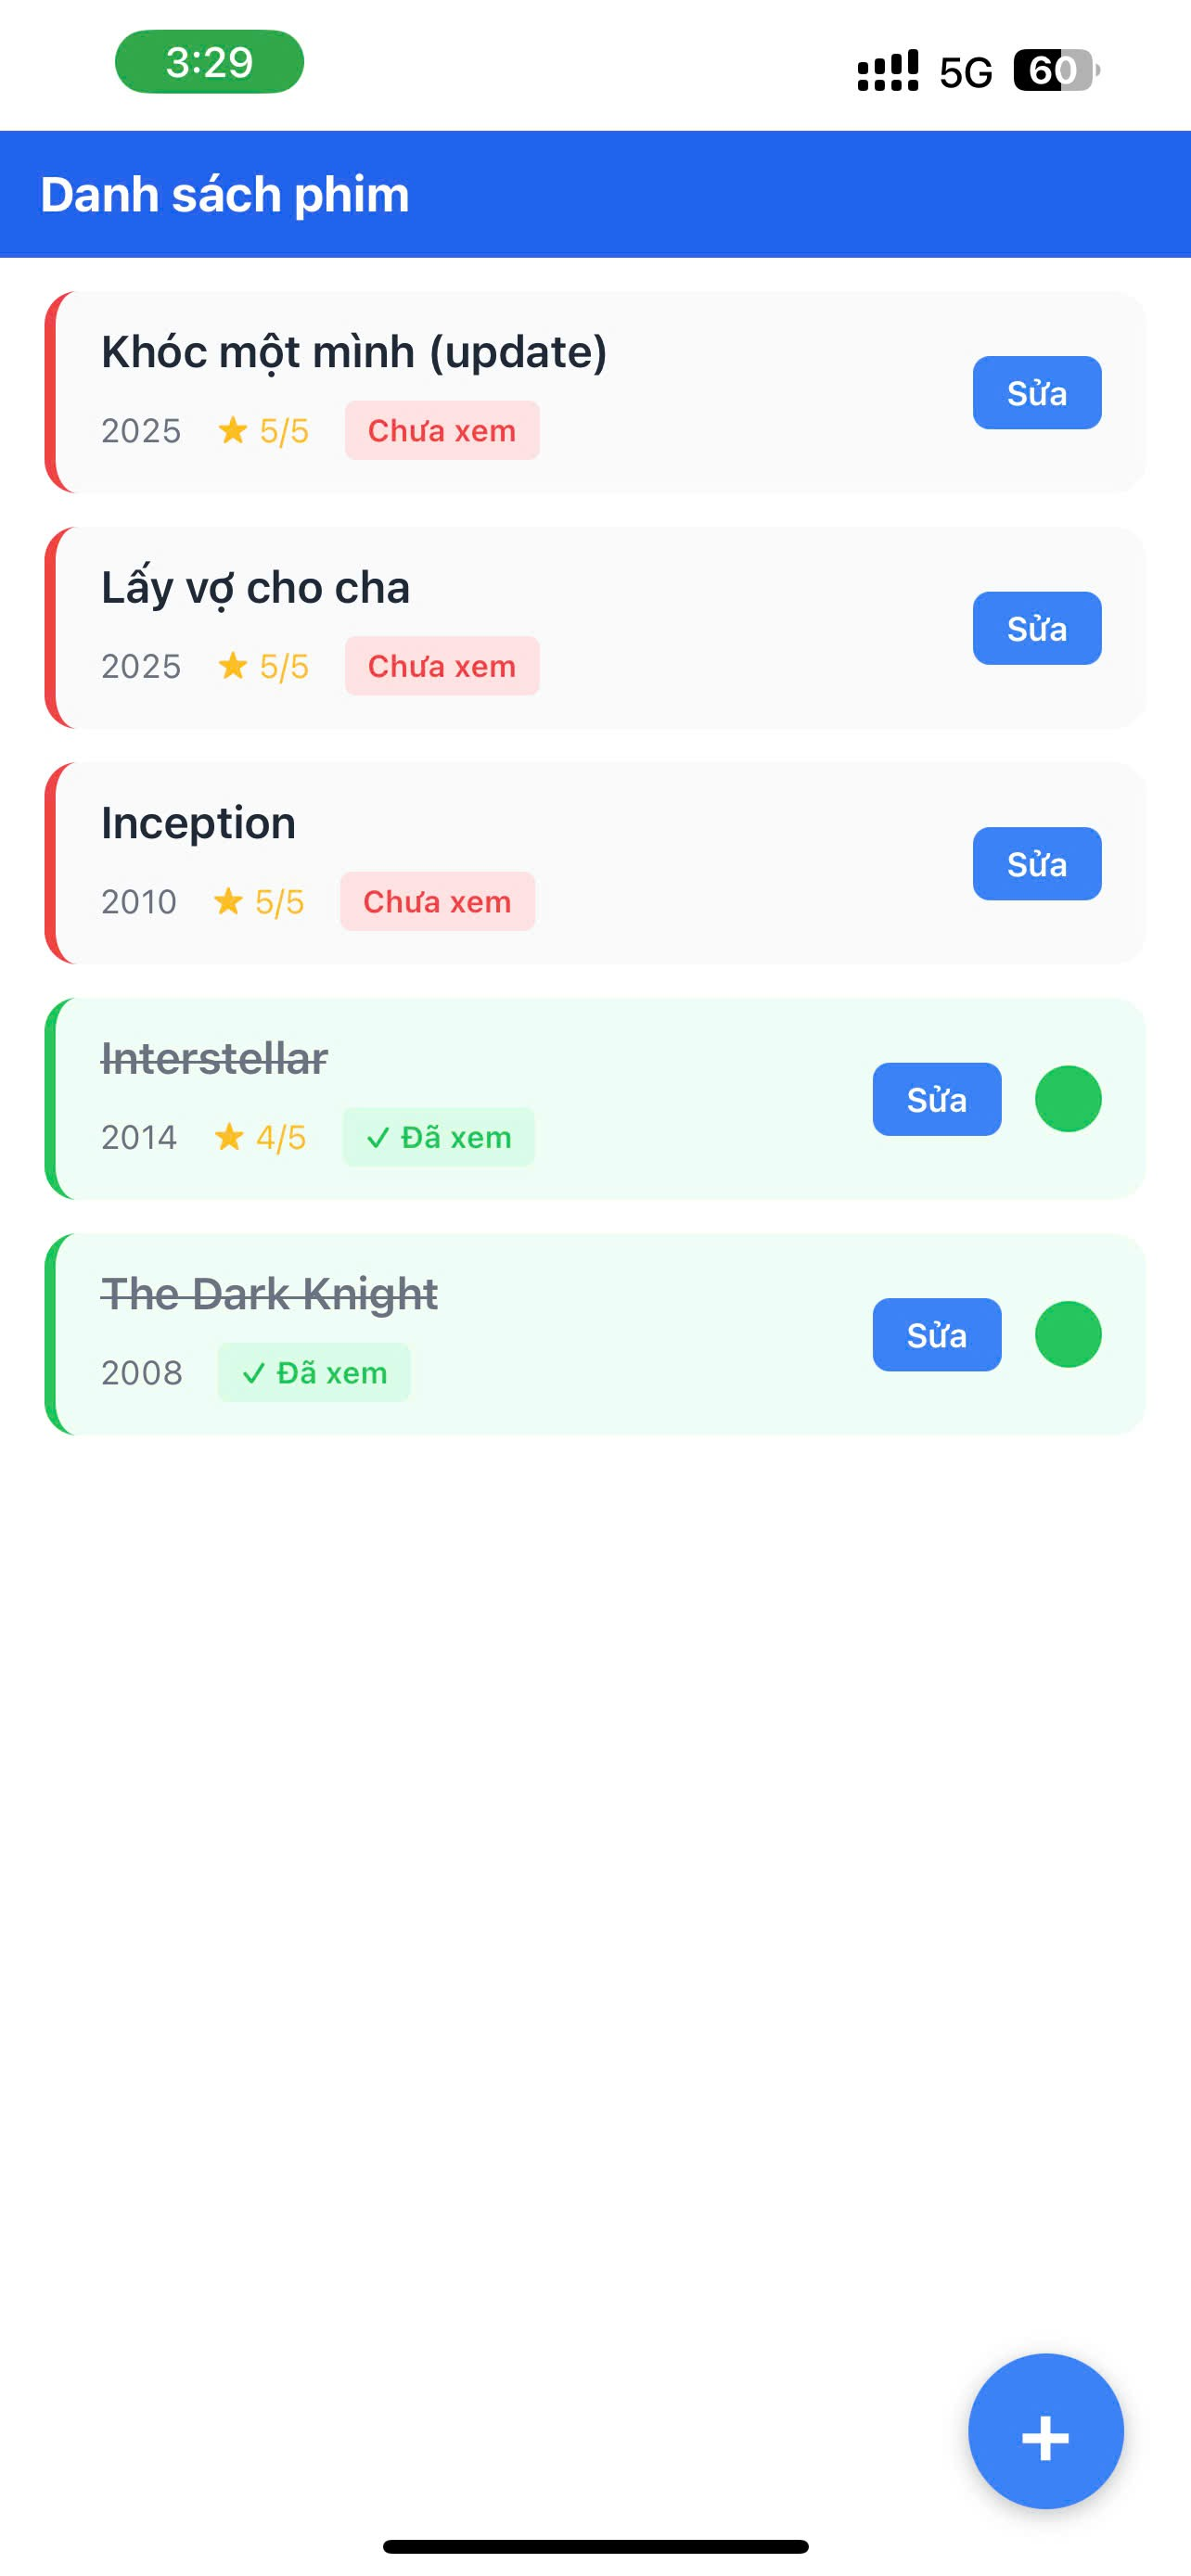 3:29 5G 60
Danh sách phim
Khóc một mình (update)
2025 ★ 5/5 Chưa xem
Sửa
Lấy vợ cho cha
2025 ★ 5/5 Chưa xem
Sửa
Inception
2010 ★ 5/5 Chưa xem
Sửa
Interstellar
2014 ★ 4/5 ✓ Đã xem
Sửa
The Dark Knight
2008 ✓ Đã xem
Sửa
+